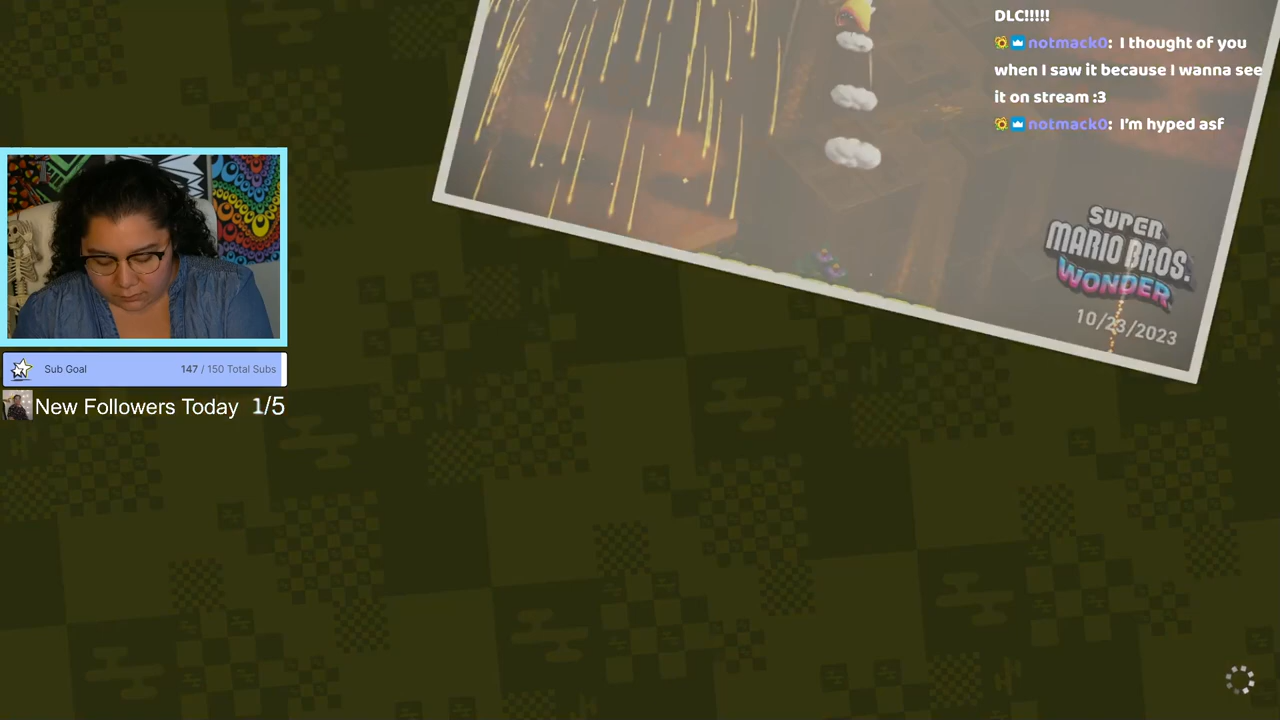 DLC!!!!!
notmack0: I thought of you
when I saw it because I wanna see
it on stream :3
notmack0: I'm hyped asf
SUPER
MARIO BROS.
WONDER
10/23/2023
Sub Goal 147 / 150 Total Subs
New Followers Today 1/5